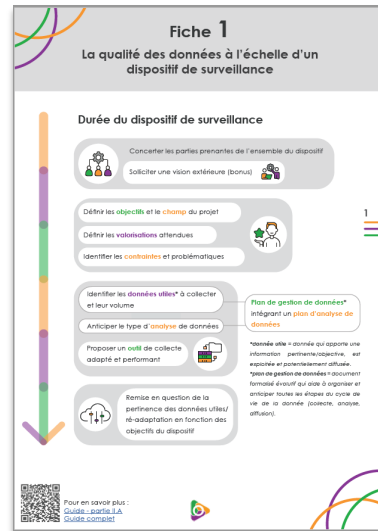 Fiche 1
La qualité des données à l'échelle d'un
dispositif de surveillance
Durée du dispositif de surveillance
Concerter les parties prenantes de l'ensemble du dispositif
Solliciter une vision extérieure (bonus)
Définir les objectifs et le champ du projet
Définir les valorisations attendues
Identifier les contraintes et problématiques
1
Identifier les données utiles* à collecter
et leur volume
Anticiper le type d'analyse de données
Proposer un outil de collecte
adapté et performant
Plan de gestion de données*
intégrant un plan d'analyse de
données
*donnée utile = donnée qui apporte une
information pertinente/objective, est
exploitée et potentiellement diffusée.
*plan de gestion de données = document
formalisé évolutif qui aide à organiser et
anticiper toutes les étapes du cycle de
vie de la donnée (collecte, analyse,
diffusion).
Remise en question de la
pertinence des données utiles/
ré-adaptation en fonction des
objectifs du dispositif
Pour en savoir plus :
Guide - partie II.A
Guide complet